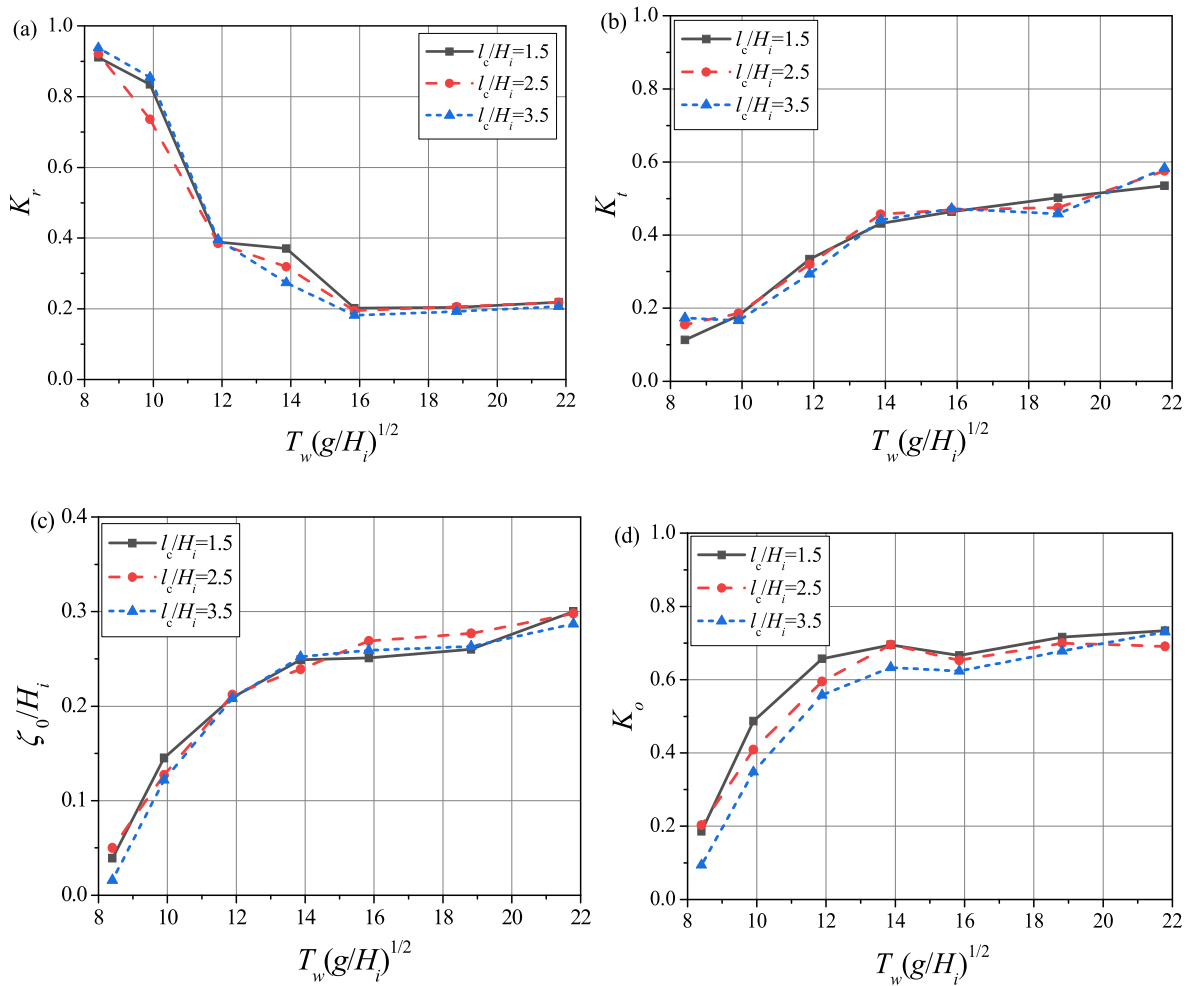 (a)
1.0
0.8
0.6
0.4
0.2
0.0
K_r
l_c/H_i=1.5
l_c/H_i=2.5
l_c/H_i=3.5
8 10 12 14 16 18 20 22
T_w(g/H_i)^1/2
(b)
1.0
0.8
0.6
0.4
0.2
0.0
K_t
l_c/H_i=1.5
l_c/H_i=2.5
l_c/H_i=3.5
8 10 12 14 16 18 20 22
T_w(g/H_i)^1/2
(c)
0.4
0.3
0.2
0.1
0.0
ζ_0/H_i
l_c/H_i=1.5
l_c/H_i=2.5
l_c/H_i=3.5
8 10 12 14 16 18 20 22
T_w(g/H_i)^1/2
(d)
1.0
0.8
0.6
0.4
0.2
0.0
K_o
l_c/H_i=1.5
l_c/H_i=2.5
l_c/H_i=3.5
8 10 12 14 16 18 20 22
T_w(g/H_i)^1/2